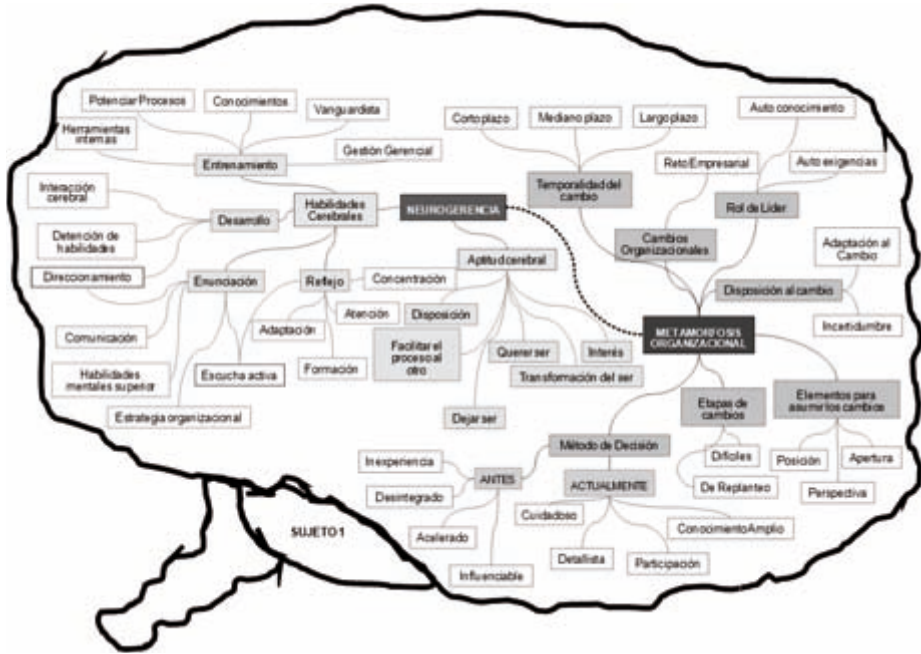 Potenciar Procesos
Conocimientos
Vanguardista
Herramientas
internas
Gestión Gerencial
Entrenamiento
Interacción
cerebral
Desarrollo
Habilidades
Cerebrales
NEUROGERENCIA
Detención de
habilidades
Direccionamiento
Enunciación
Reflejo
Concentración
Atención
Adaptación
Comunicación
Habilidades
mentales superior
Escucha activa
Formación
Estrategia organizacional
Aptitud cerebral
Disposición
Facilitar el
proceso al
otro
Querer ser
Interés
Transformación del ser
Dejar ser
Corto plazo
Mediano plazo
Largo plazo
Temporalidad del
cambio
Reto Empresarial
Cambios
Organizacionales
Auto conocimiento
Auto exigencias
Rol de Líder
Adaptación al
Cambio
Disposición al cambio
Incertidumbre
METAMORFOSIS
ORGANIZACIONAL
Etapas de
cambios
Difíciles
De Replanteo
Elementos para
asumir los cambios
Posición
Apertura
Perspectiva
Método de Decisión
ANTES
Inexperiencia
Desintegrado
Acelerado
Influenciable
ACTUALMENTE
Cuidadoso
Conocimiento Amplio
Detallista
Participación
SUJETO 1